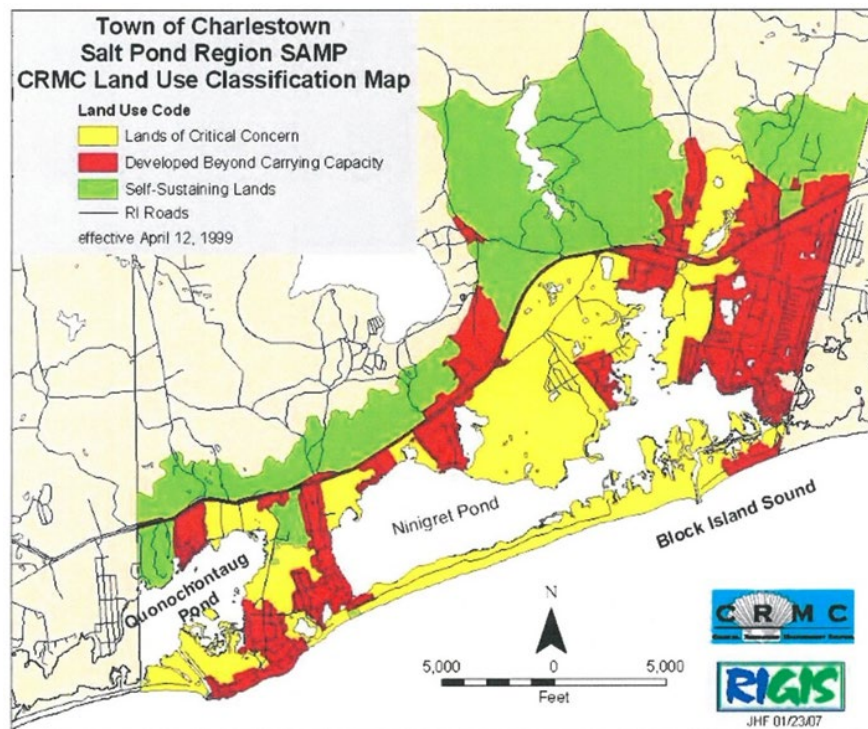 Town of Charlestown
Salt Pond Region SAMP
CRMC Land Use Classification Map
Land Use Code
Lands of Critical Concern
Developed Beyond Carrying Capacity
Self-Sustaining Lands
RI Roads
effective April 12, 1999
Ninigret Pond
Block Island Sound
Quonochontaug
Pond
N
5,000 0 5,000
Feet
CRMC
RIGIS
JHF 01/23/07